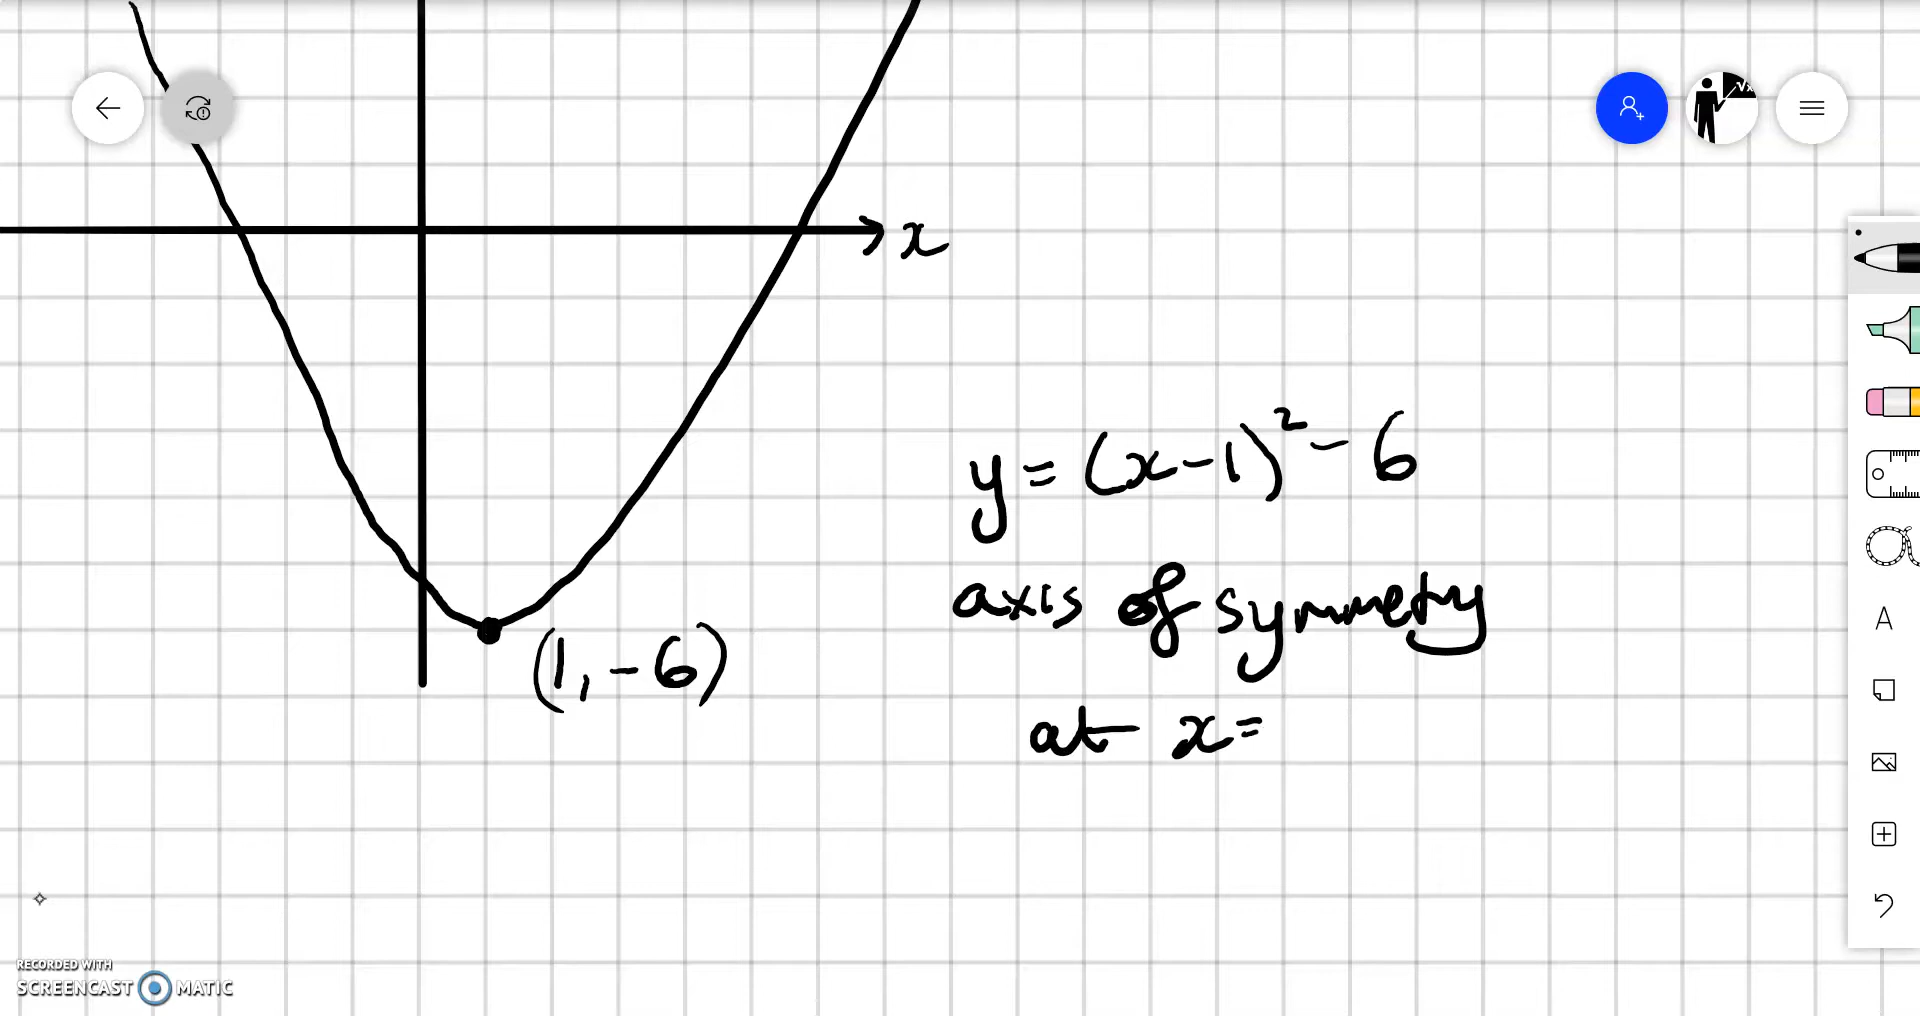 √x
x
y = (x-1)² - 6
axis of symmetry
(1, -6)
at x =
A
RECORDED WITH
SCREENCAST MATIC